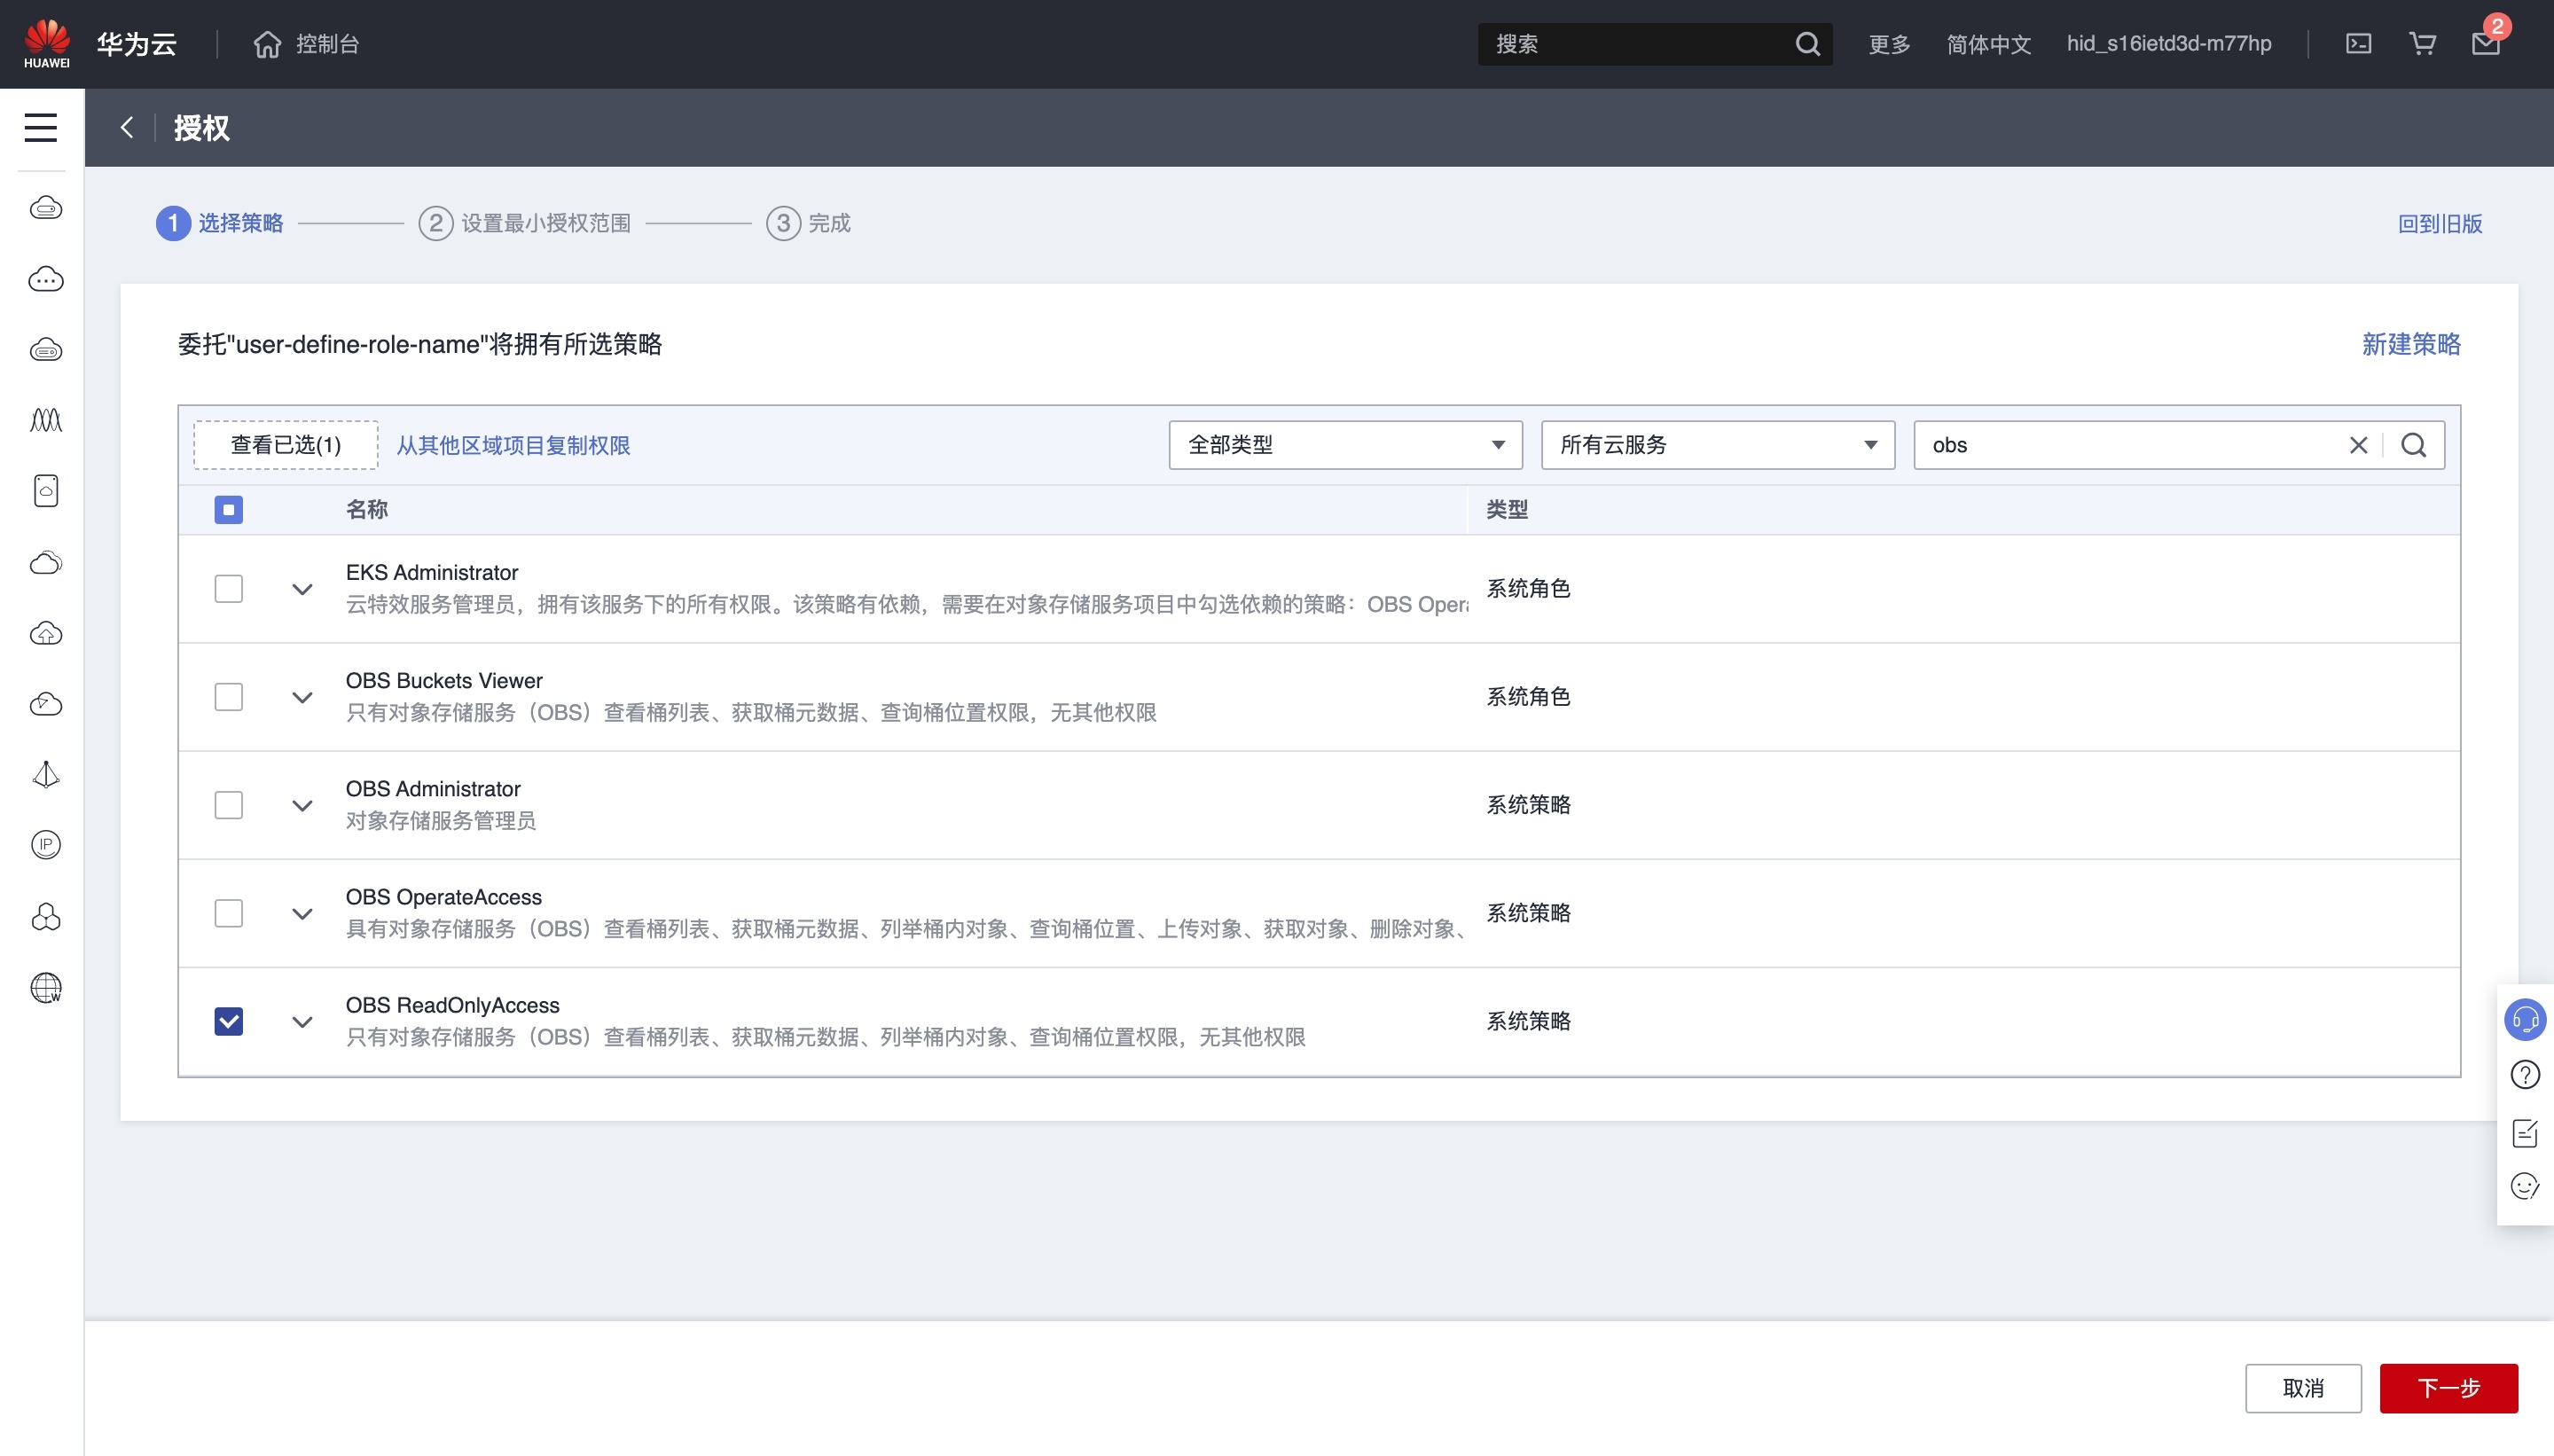 HUAWEI
华为云
控制台
搜索
更多
简体中文
hid_s16ietd3d-m77hp
2
授权
1 选择策略
2 设置最小授权范围
3 完成
回到旧版
委托"user-define-role-name"将拥有所选策略
新建策略
查看已选(1)
从其他区域项目复制权限
全部类型
所有云服务
obs
名称
类型
EKS Administrator
云特效服务管理员，拥有该服务下的所有权限。该策略有依赖，需要在对象存储服务项目中勾选依赖的策略：OBS Oper
系统角色
OBS Buckets Viewer
只有对象存储服务（OBS）查看桶列表、获取桶元数据、查询桶位置权限，无其他权限
系统角色
OBS Administrator
对象存储服务管理员
系统策略
OBS OperateAccess
具有对象存储服务（OBS）查看桶列表、获取桶元数据、列举桶内对象、查询桶位置、上传对象、获取对象、删除对象、
系统策略
OBS ReadOnlyAccess
只有对象存储服务（OBS）查看桶列表、获取桶元数据、列举桶内对象、查询桶位置权限，无其他权限
系统策略
IP
W
取消
下一步